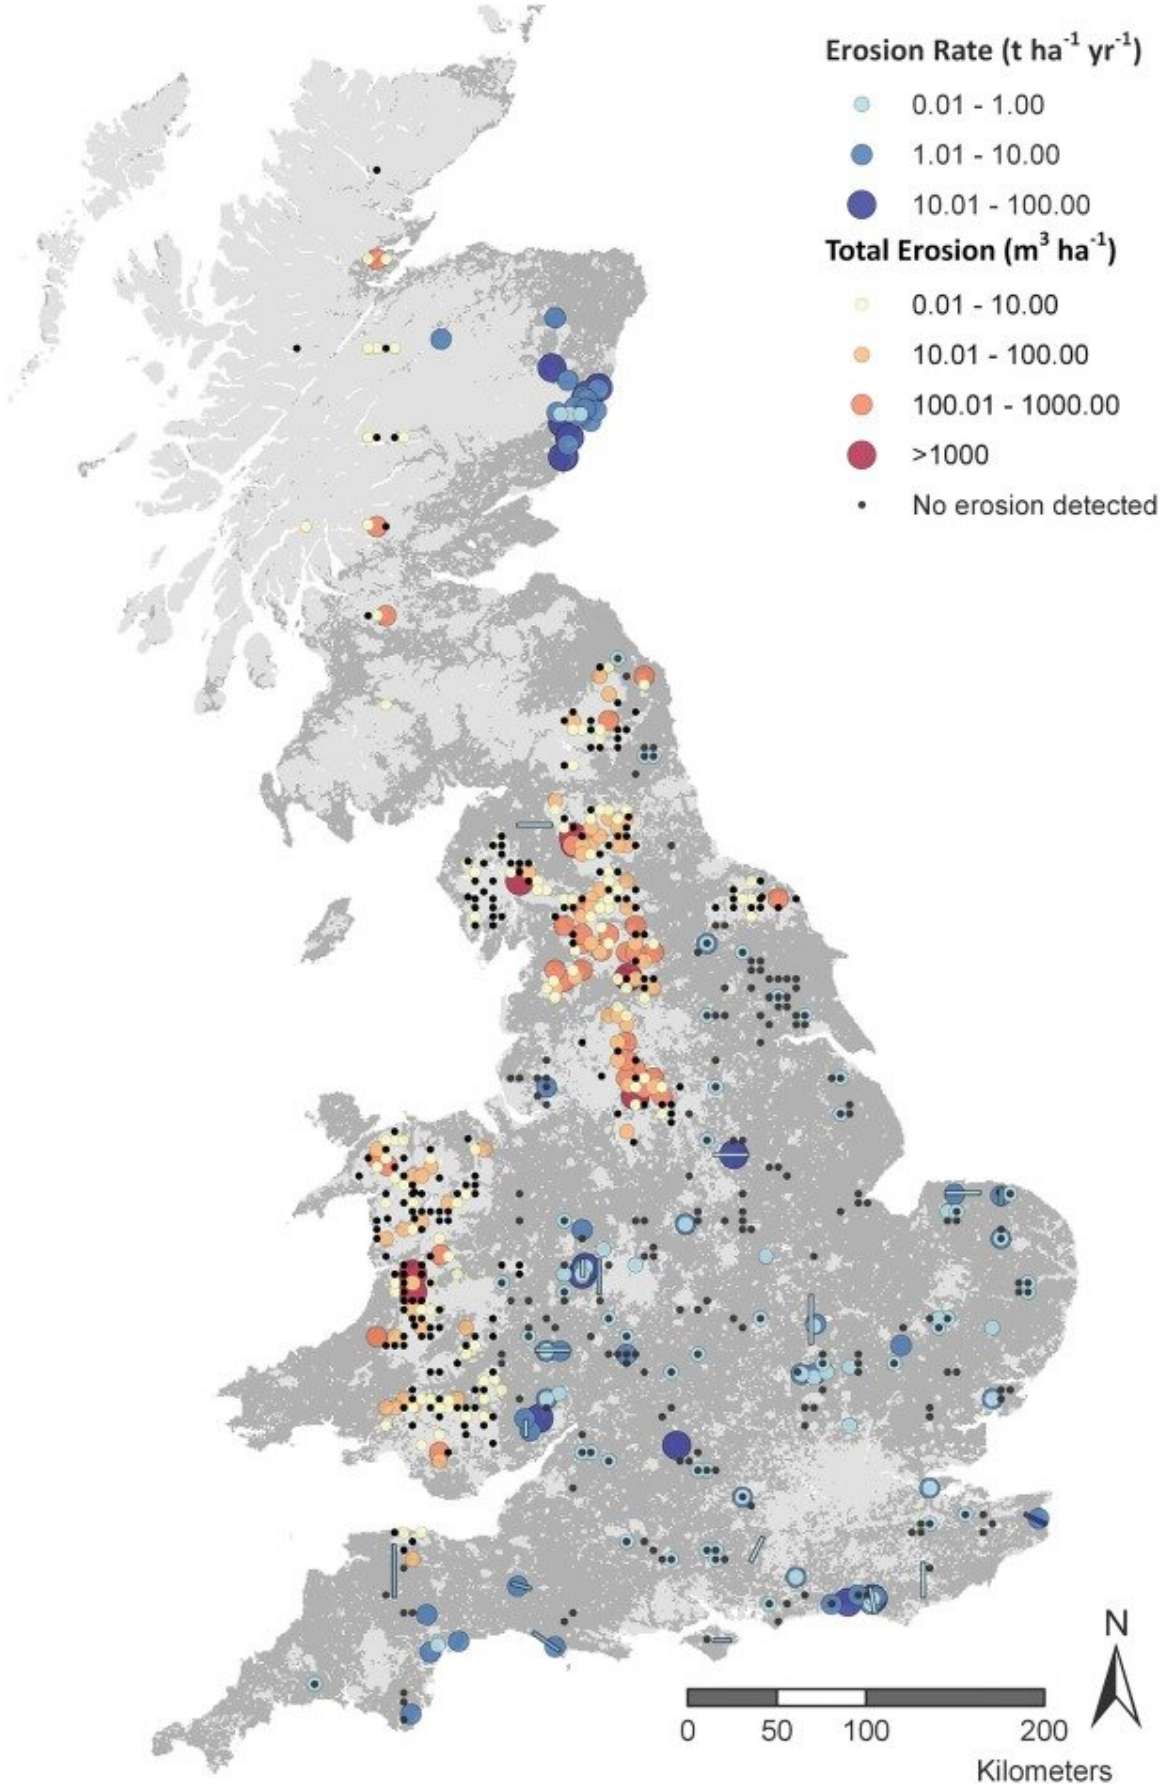 Erosion Rate (t ha⁻¹ yr⁻¹)
0.01 - 1.00
1.01 - 10.00
10.01 - 100.00
Total Erosion (m³ ha⁻¹)
0.01 - 10.00
10.01 - 100.00
100.01 - 1000.00
>1000
No erosion detected
N
0 50 100 200
Kilometers